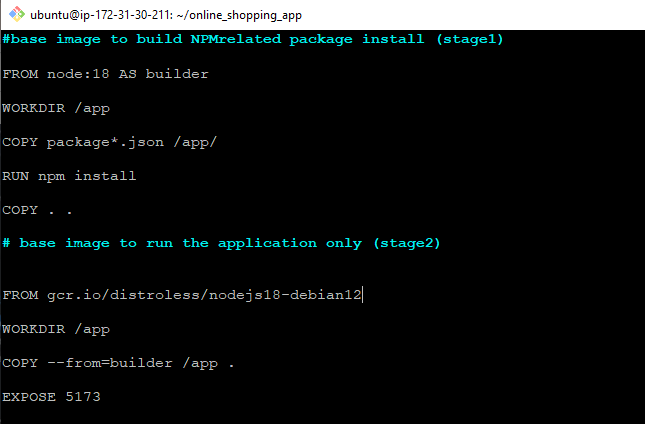 ubuntu@ip-172-31-30-211: ~/online_shopping_app
#base image to build NPMrelated package install (stage1)
FROM node:18 AS builder
WORKDIR /app
COPY package*.json /app/
RUN npm install
COPY . .
# base image to run the application only (stage2)
FROM gcr.io/distroless/nodejs18-debian12
WORKDIR /app
COPY --from=builder /app .
EXPOSE 5173